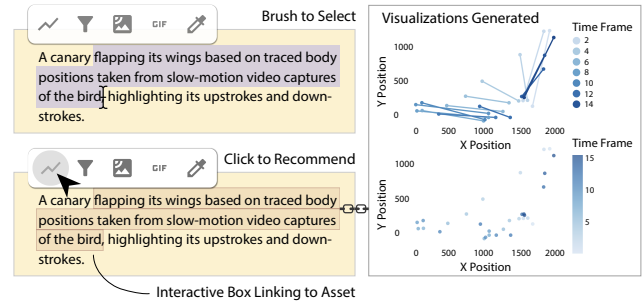 Brush to Select
GIF
A canary flapping its wings based on traced body
positions taken from slow-motion video captures
of the bird, highlighting its upstrokes and down-
strokes.
Click to Recommend
GIF
A canary flapping its wings based on traced body
positions taken from slow-motion video captures
of the bird, highlighting its upstrokes and down-
strokes.
Interactive Box Linking to Asset
Visualizations Generated
Time Frame
2
4
6
8
10
12
14
Y Position
1000
500
0
0 500 1000 1500 2000
X Position
Time Frame
15
10
5
Y Position
1000
500
0
0 500 1000 1500 2000
X Position